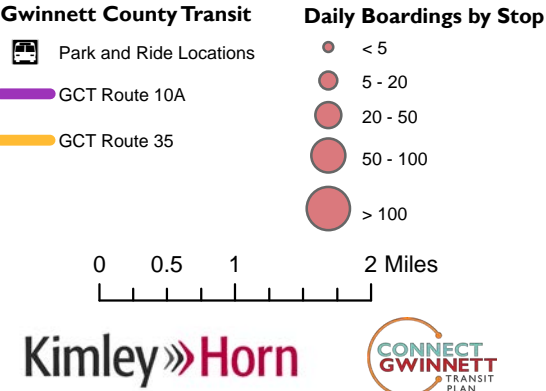 Gwinnett County Transit
Park and Ride Locations
GCT Route 10A
GCT Route 35
Daily Boardings by Stop
< 5
5 - 20
20 - 50
50 - 100
> 100
0 0.5 1 2 Miles
Kimley»Horn
CONNECT
GWINNETT
TRANSIT
PLAN